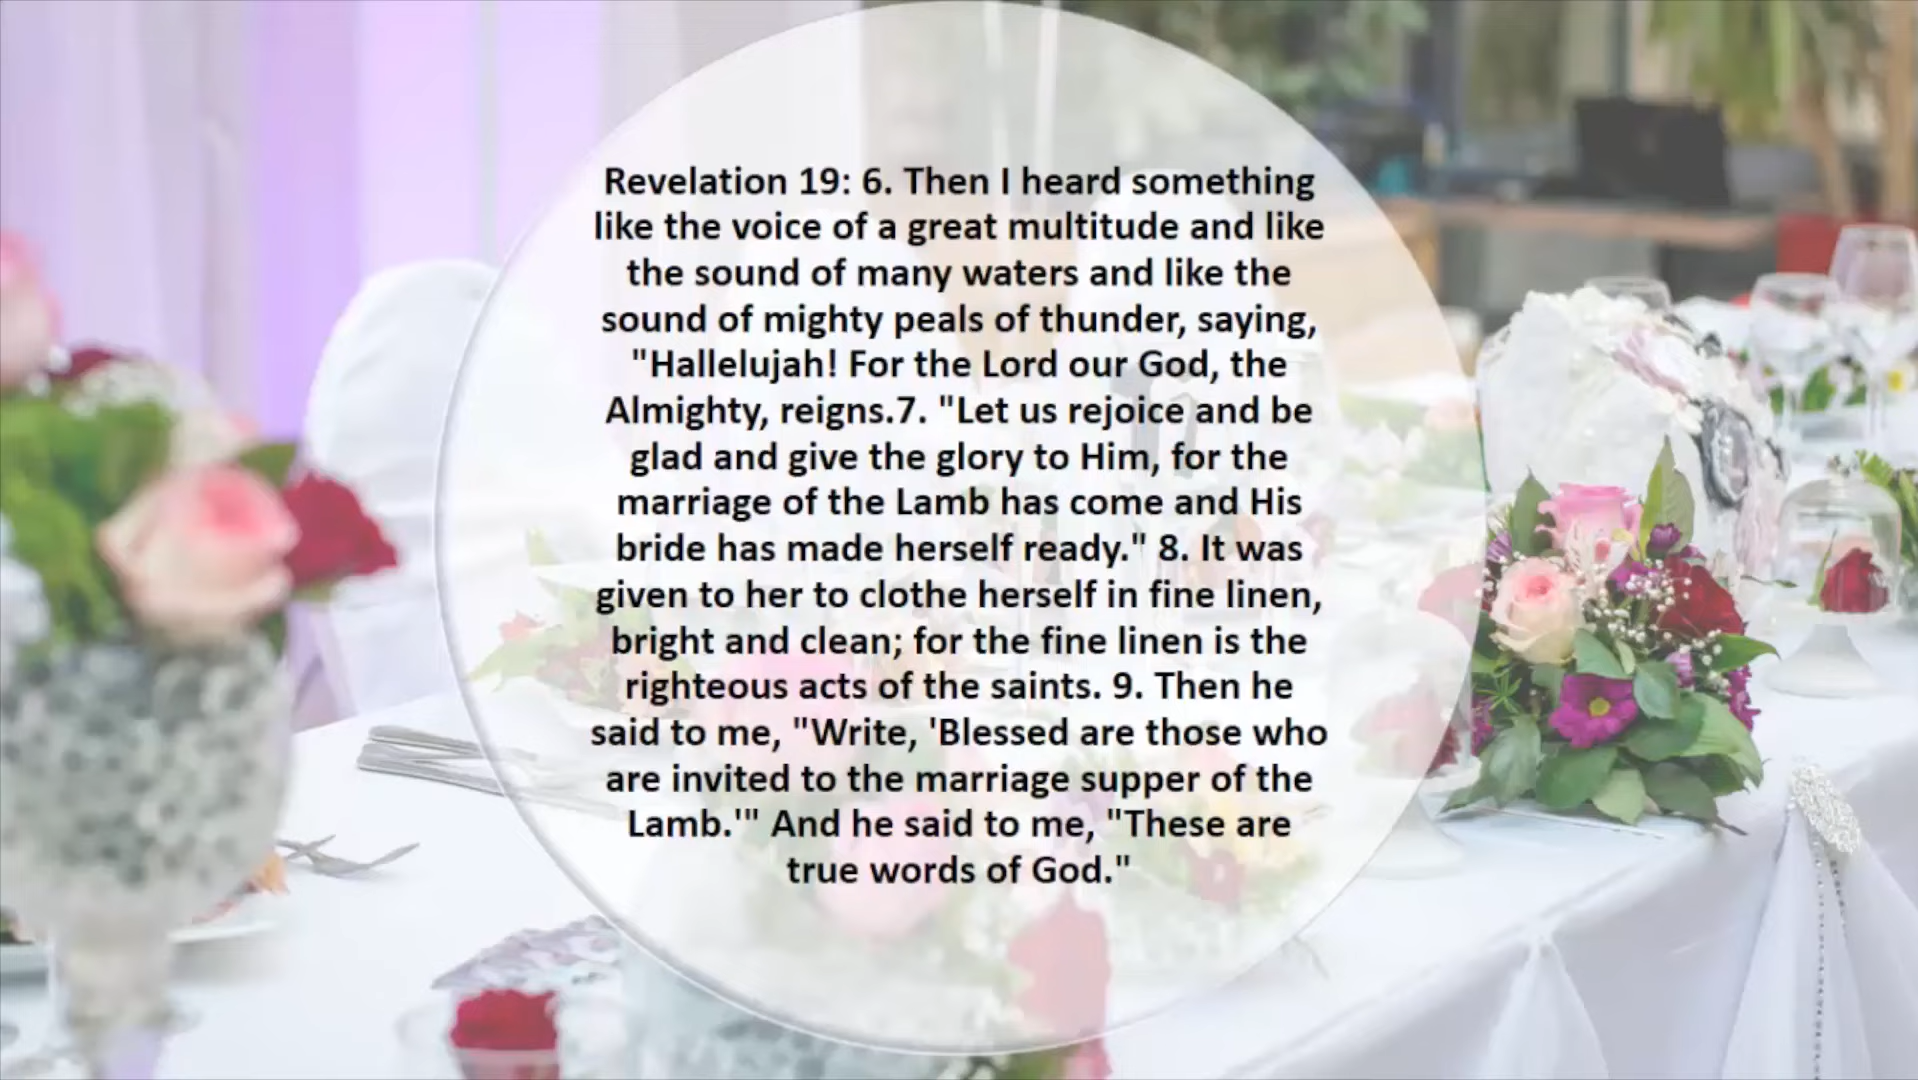 Revelation 19: 6. Then I heard something
like the voice of a great multitude and like
the sound of many waters and like the
sound of mighty peals of thunder, saying,
"Hallelujah! For the Lord our God, the
Almighty, reigns.7. "Let us rejoice and be
glad and give the glory to Him, for the
marriage of the Lamb has come and His
bride has made herself ready." 8. It was
given to her to clothe herself in fine linen,
bright and clean; for the fine linen is the
righteous acts of the saints. 9. Then he
said to me, "Write, 'Blessed are those who
are invited to the marriage supper of the
Lamb.'" And he said to me, "These are
true words of God."